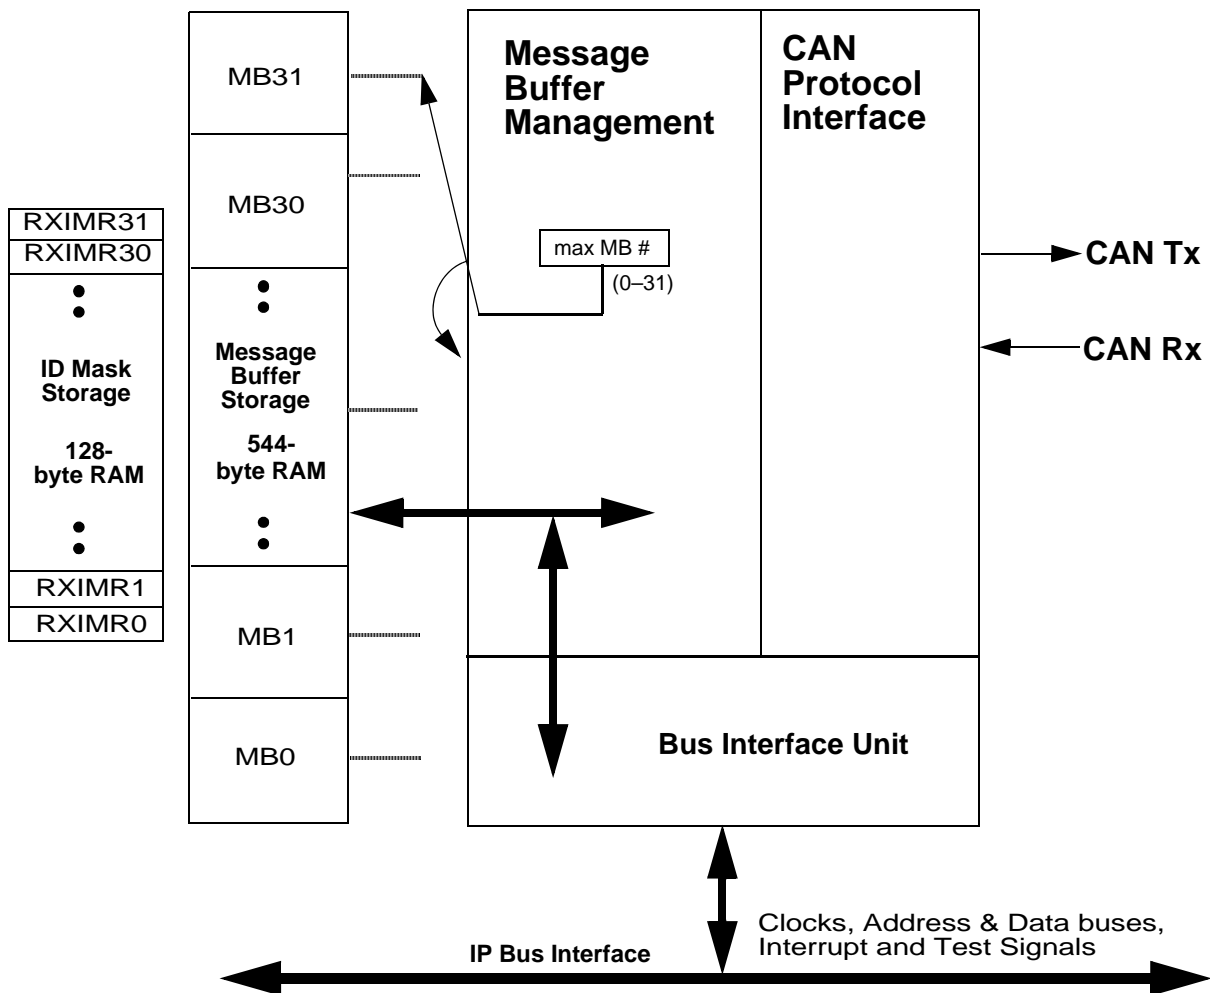 RXIMR31
RXIMR30
ID Mask
Storage
128-
byte RAM
RXIMR1
RXIMR0
MB31
MB30
Message
Buffer
Storage
544-
byte RAM
MB1
MB0
Message
Buffer
Management
max MB #
(0–31)
CAN
Protocol
Interface
CAN Tx
CAN Rx
Bus Interface Unit
Clocks, Address & Data buses,
Interrupt and Test Signals
IP Bus Interface